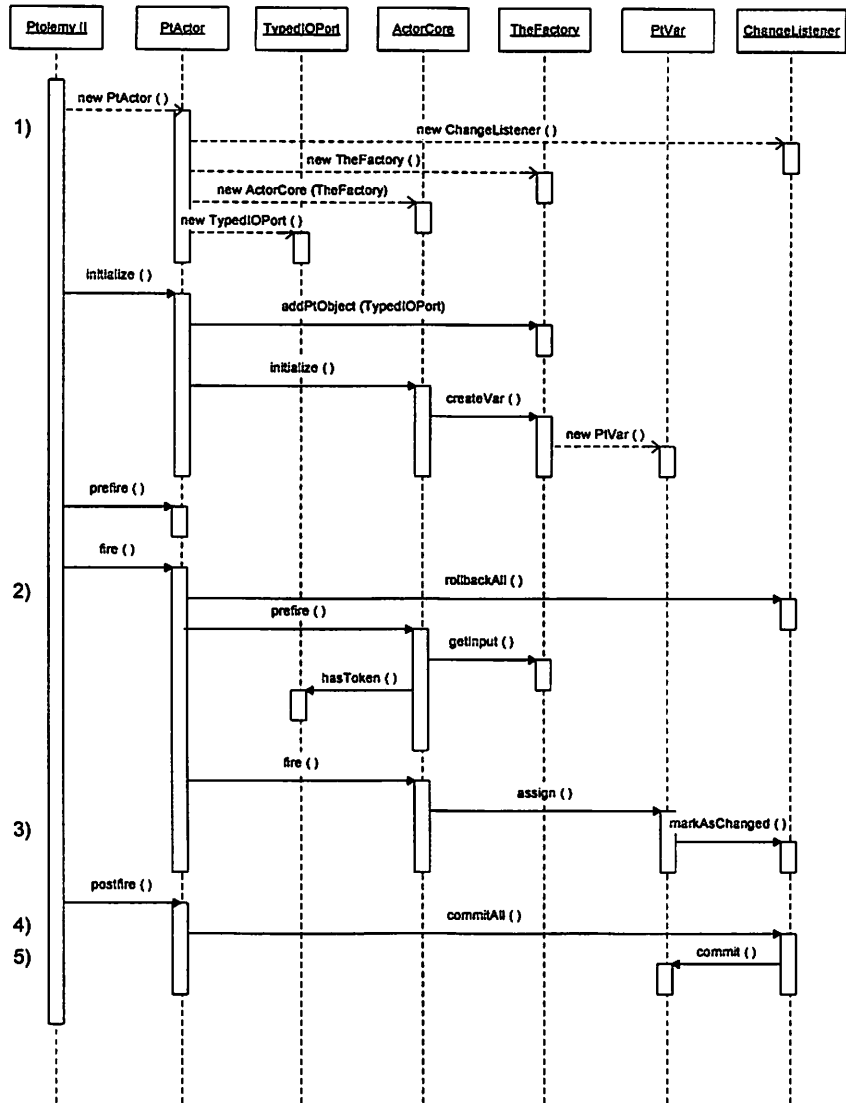 Ptolemy II PtActor TypedIOPort ActorCore TheFactory PtVar ChangeListener
new PtActor ( )
1)
new ChangeListener ( )
new TheFactory ( )
new ActorCore (TheFactory)
new TypedIOPort ( )
initialize ( )
addPtObject (TypedIOPort)
initialize ( )
createVar ( )
new PtVar ( )
prefire ( )
fire ( )
2)
rollbackAll ( )
prefire ( )
getInput ( )
hasToken ( )
fire ( )
assign ( )
3)
markAsChanged ( )
postfire ( )
4)
commitAll ( )
5)
commit ( )